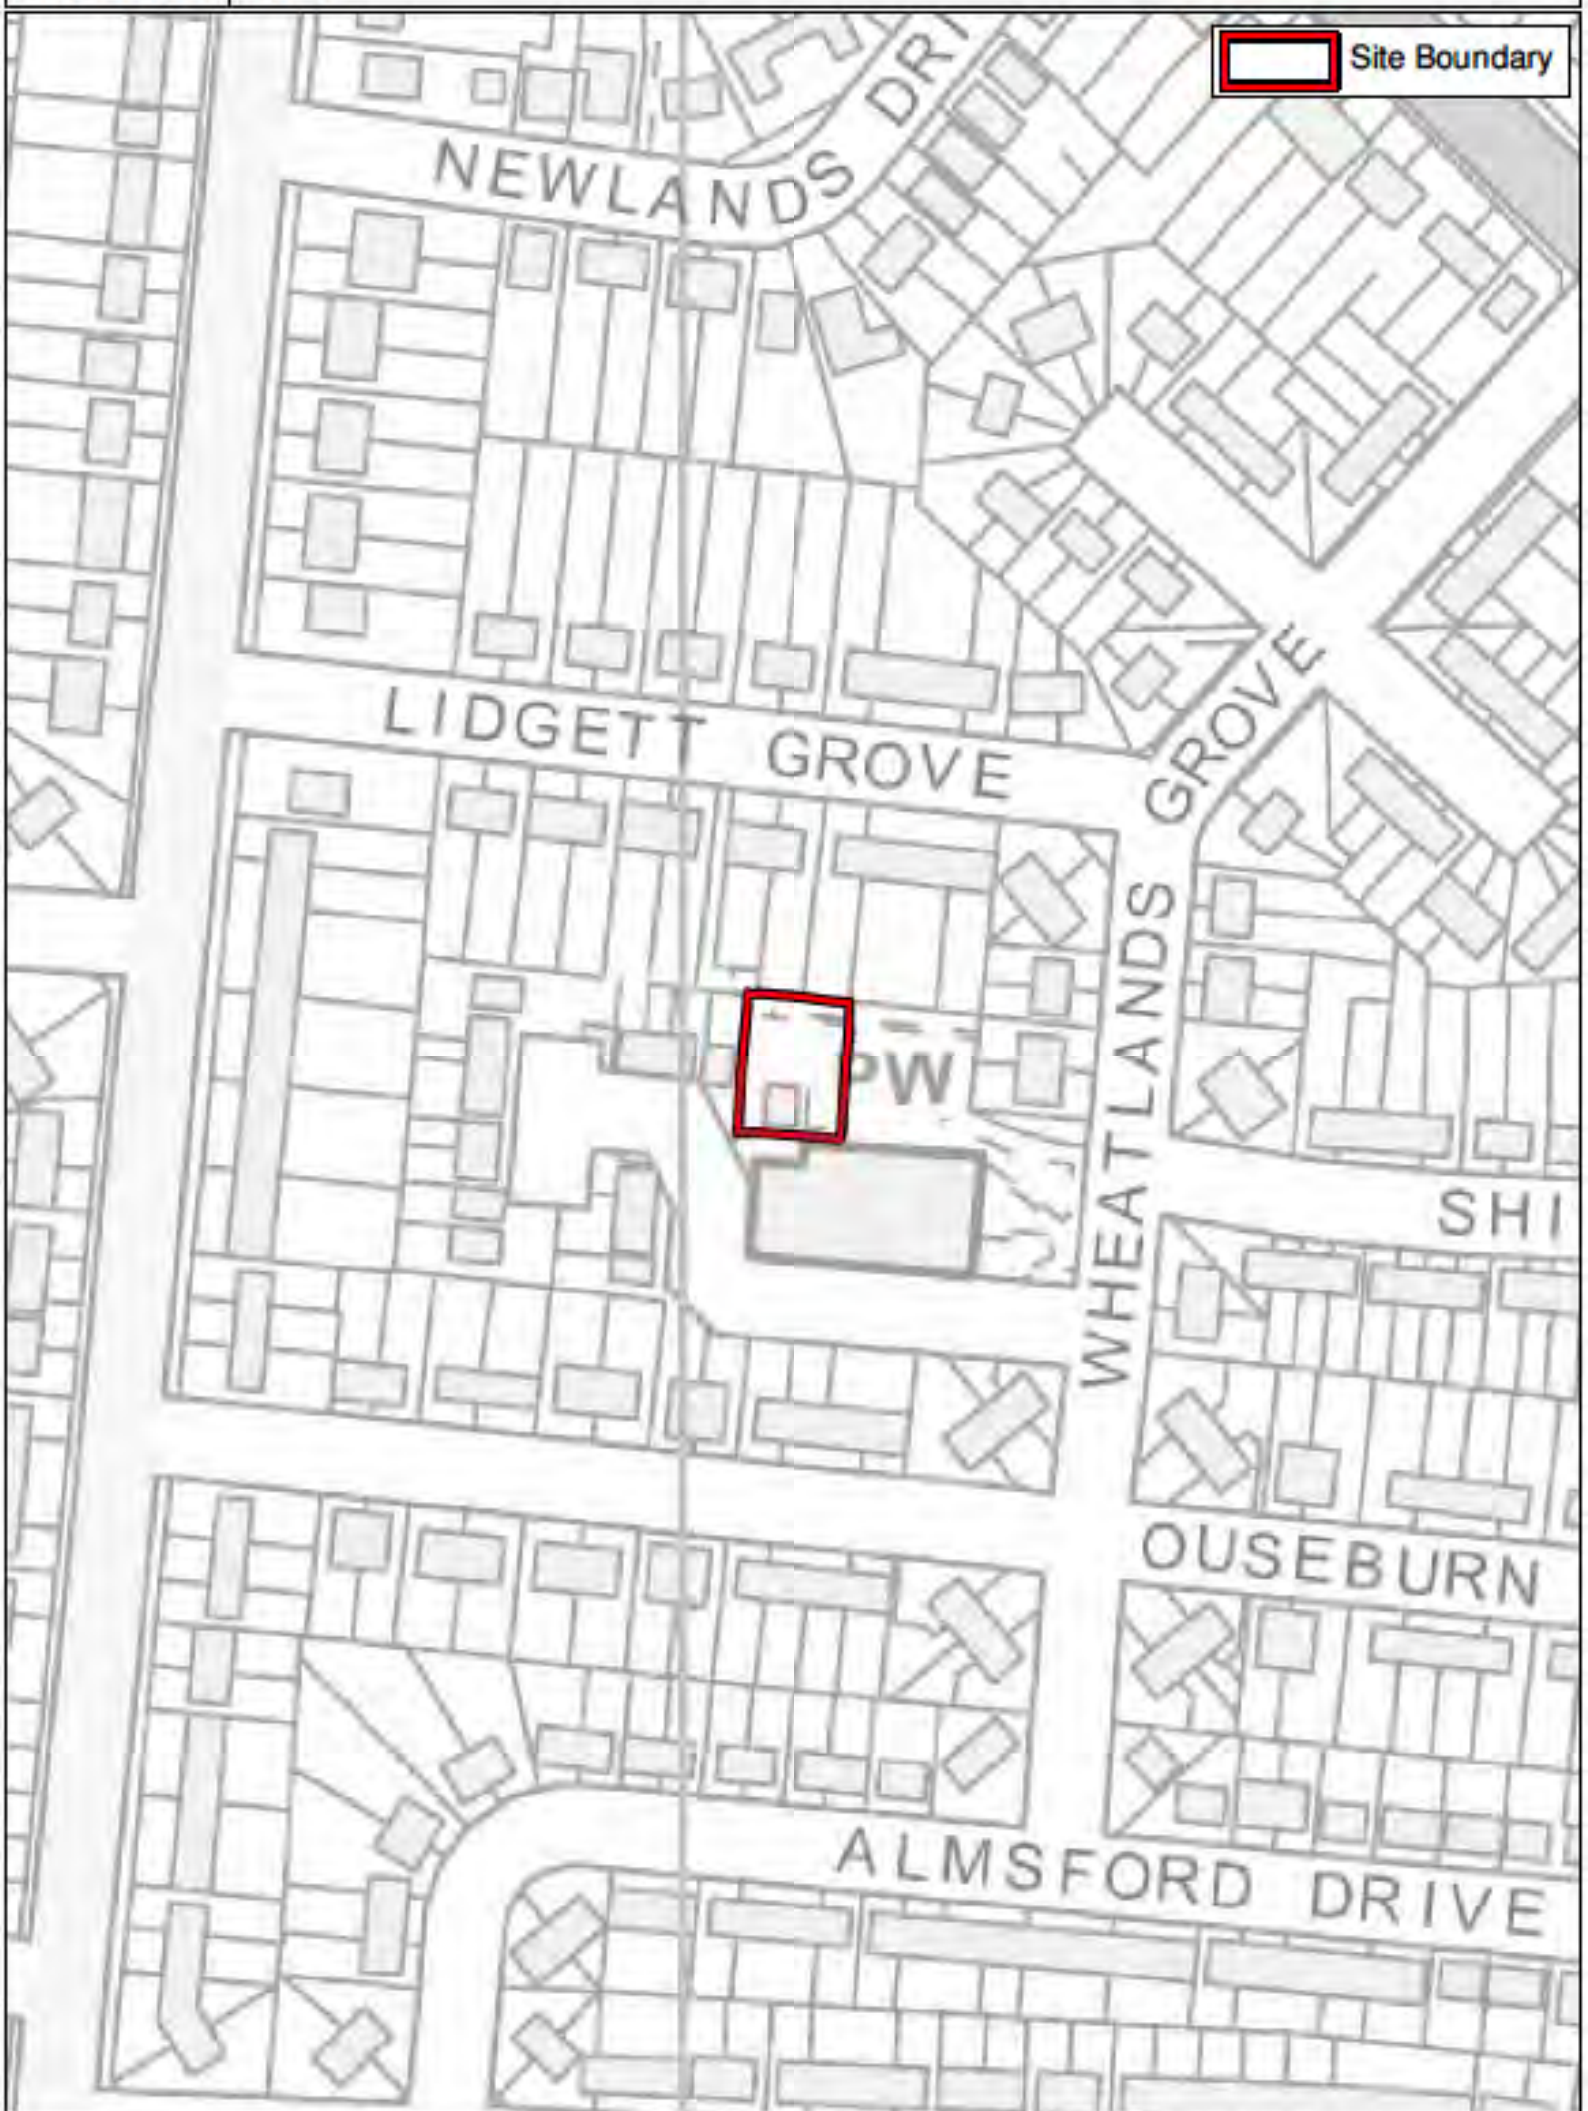 Site Boundary
NEWLANDS DRI
LIDGETT GROVE
WHEATLANDS GROVE
PW
SHI
OUSEBURN
ALMSFORD DRIVE